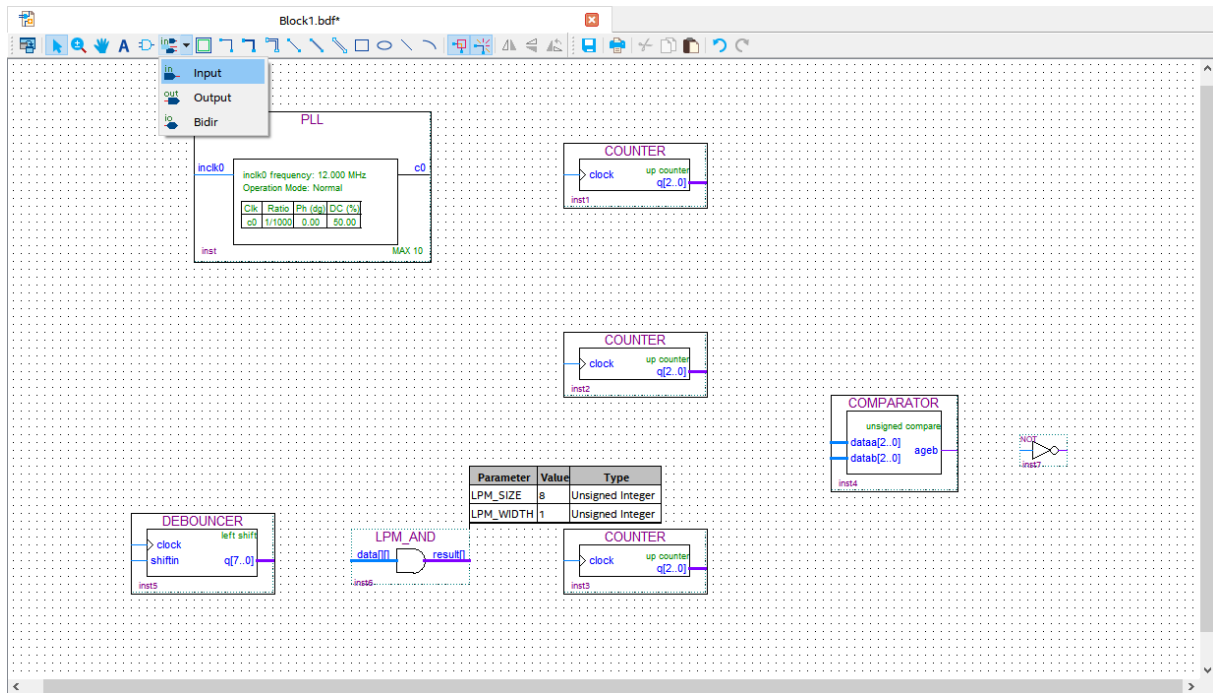 Block1.bdf*
A
in Input
out Output
io Bidir
PLL
inclk0
c0
inclk0 frequency: 12.000 MHz
Operation Mode: Normal
Clk Ratio Ph (dg) DC (%)
c0 1/1000 0.00 50.00
inst
MAX 10
COUNTER
clock
up counter
q[2..0]
inst1
COUNTER
clock
up counter
q[2..0]
inst2
COMPARATOR
unsigned compare
dataa[2..0]
datab[2..0]
ageb
inst4
NOT
inst7
Parameter Value Type
LPM_SIZE 8 Unsigned Integer
LPM_WIDTH 1 Unsigned Integer
DEBOUNCER
left shift
clock
shiftin
q[7..0]
inst5
LPM_AND
data[][]
result[]
inst6
COUNTER
clock
up counter
q[2..0]
inst3